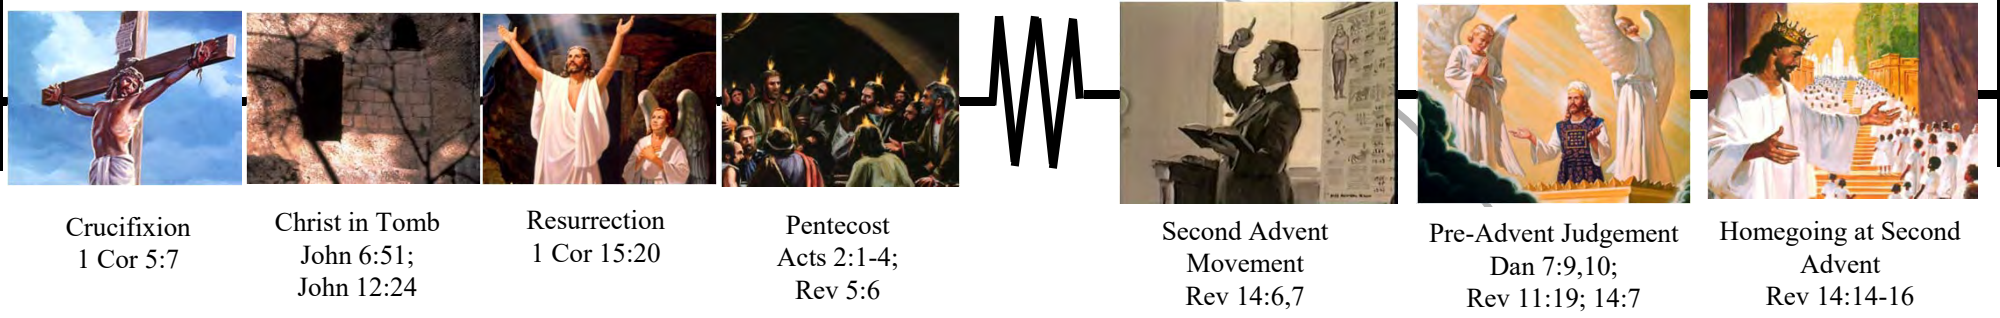 Crucifixion
1 Cor 5:7
Christ in Tomb
John 6:51;
John 12:24
Resurrection
1 Cor 15:20
Pentecost
Acts 2:1-4;
Rev 5:6
Second Advent
Movement
Rev 14:6,7
Pre-Advent Judgement
Dan 7:9,10;
Rev 11:19; 14:7
Homegoing at Second
Advent
Rev 14:14-16